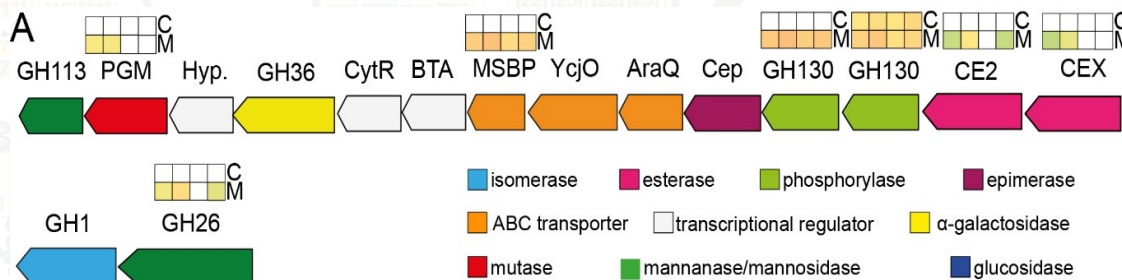 A
C
M
C
M
C
M
C
M
C
M
C
M
GH113 PGM Hyp. GH36 CytR BTA MSBP YcjO AraQ Cep GH130 GH130 CE2 CEX
C
M
GH1 GH26
isomerase esterase phosphorylase epimerase
ABC transporter transcriptional regulator α-galactosidase
mutase mannanase/mannosidase glucosidase